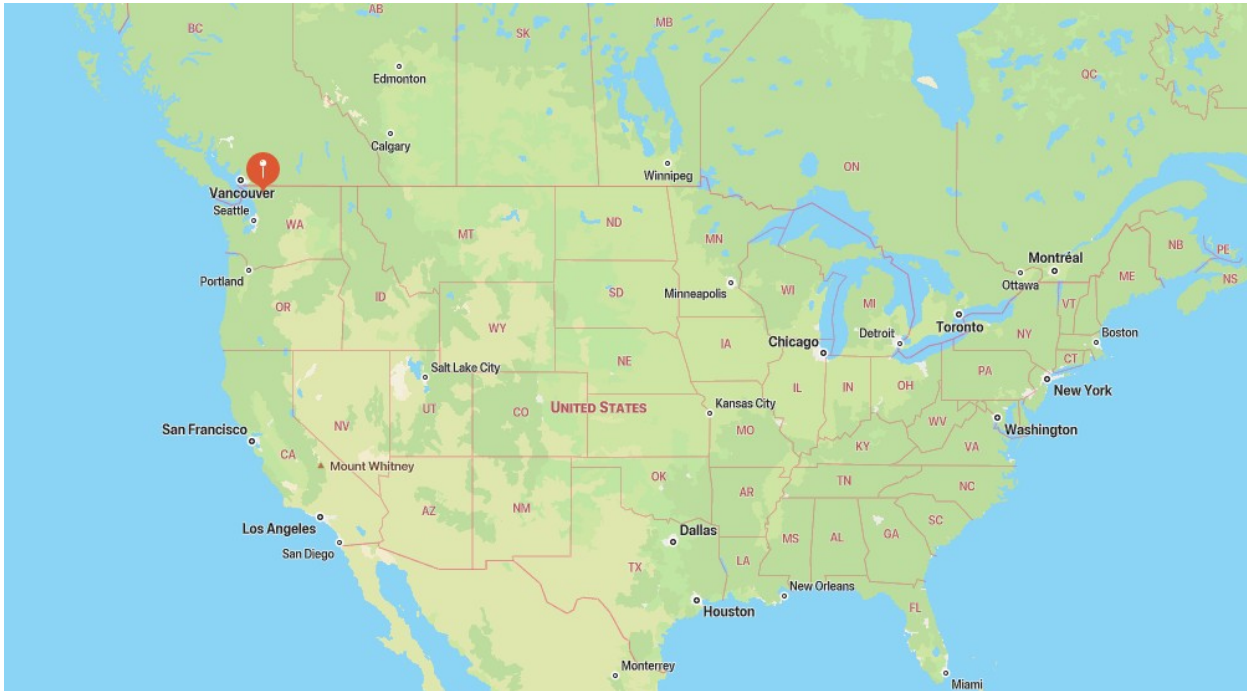 AB
BC
SK
MB
QC
Edmonton
Calgary
ON
Winnipeg
Vancouver
Seattle
WA
MT
ND
MN
NB
PE
NS
Montréal
Ottawa
ME
Portland
OR
ID
SD
Minneapolis
WI
MI
VT
Toronto
NY
Boston
WY
Detroit
Chicago
IA
NE
CT
PA
Salt Lake City
UT
CO
UNITED STATES
Kansas City
IL
IN
OH
New York
NV
San Francisco
CA
Mount Whitney
MO
WV
VA
Washington
KY
OK
TN
NC
AZ
NM
AR
SC
Los Angeles
San Diego
Dallas
MS
AL
GA
TX
LA
New Orleans
Houston
FL
Monterrey
Miami